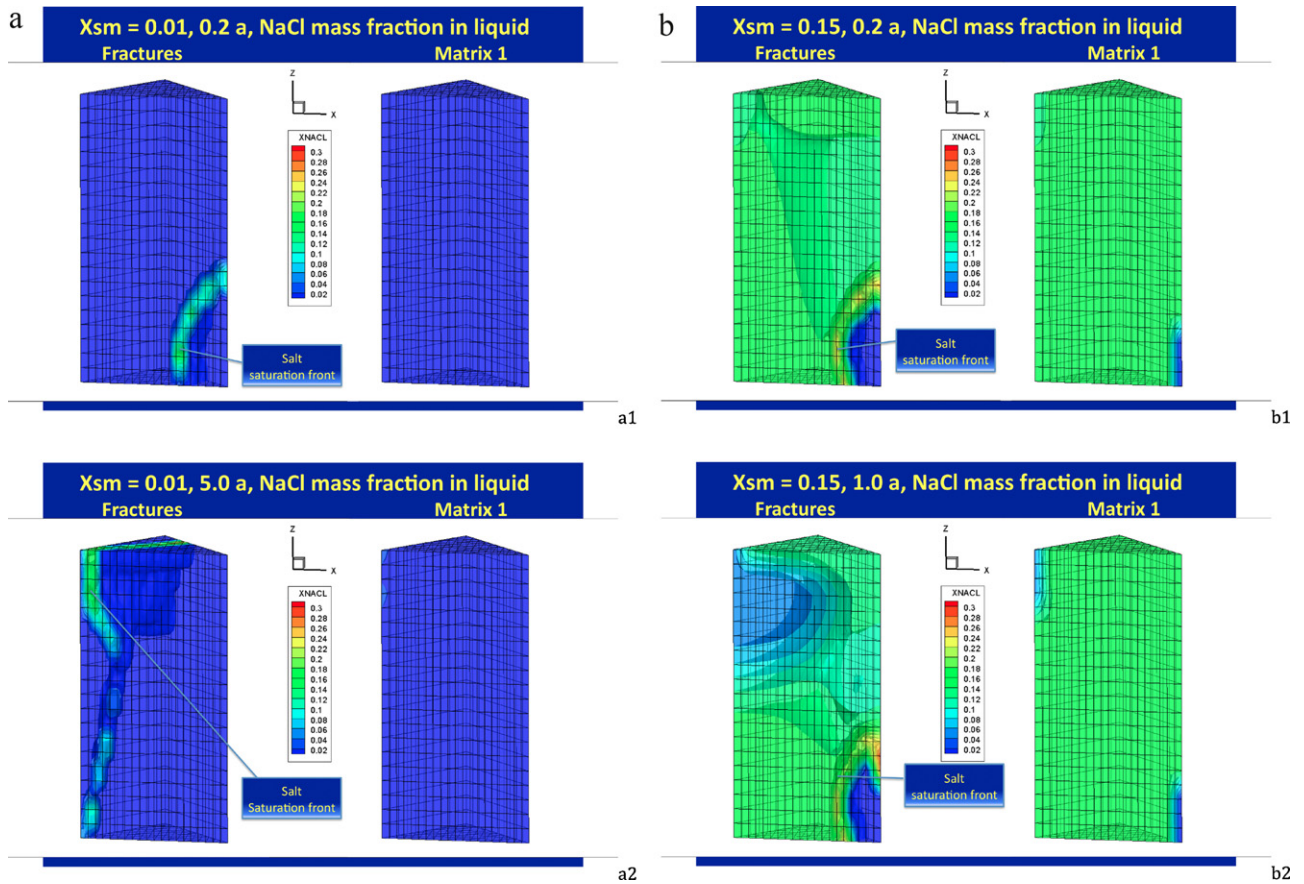 a
Xsm = 0.01, 0.2 a, NaCl mass fraction in liquid
Fractures
Matrix 1
Z
X
XNACL
0.3
0.28
0.26
0.24
0.22
0.2
0.18
0.16
0.14
0.12
0.1
0.08
0.06
0.04
0.02
Salt
saturation front
a1
b
Xsm = 0.15, 0.2 a, NaCl mass fraction in liquid
Fractures
Matrix 1
Z
X
XNACL
0.3
0.28
0.26
0.24
0.22
0.2
0.18
0.16
0.14
0.12
0.1
0.08
0.06
0.04
0.02
Salt
saturation front
b1
Xsm = 0.01, 5.0 a, NaCl mass fraction in liquid
Fractures
Matrix 1
Z
X
XNACL
0.3
0.28
0.26
0.24
0.22
0.2
0.18
0.16
0.14
0.12
0.1
0.08
0.06
0.04
0.02
Salt
Saturation front
a2
Xsm = 0.15, 1.0 a, NaCl mass fraction in liquid
Fractures
Matrix 1
Z
X
XNACL
0.3
0.28
0.26
0.24
0.22
0.2
0.18
0.16
0.14
0.12
0.1
0.08
0.06
0.04
0.02
Salt
saturation front
b2